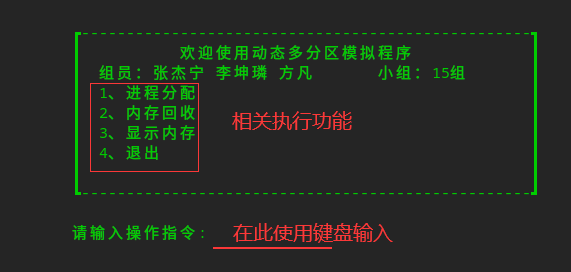 欢迎使用动态多分区模拟程序
组员：张杰宁 李坤璘 方凡 小组：15组
1、进程分配
2、内存回收
3、显示内存
4、退出
相关执行功能
请输入操作指令：
在此使用键盘输入